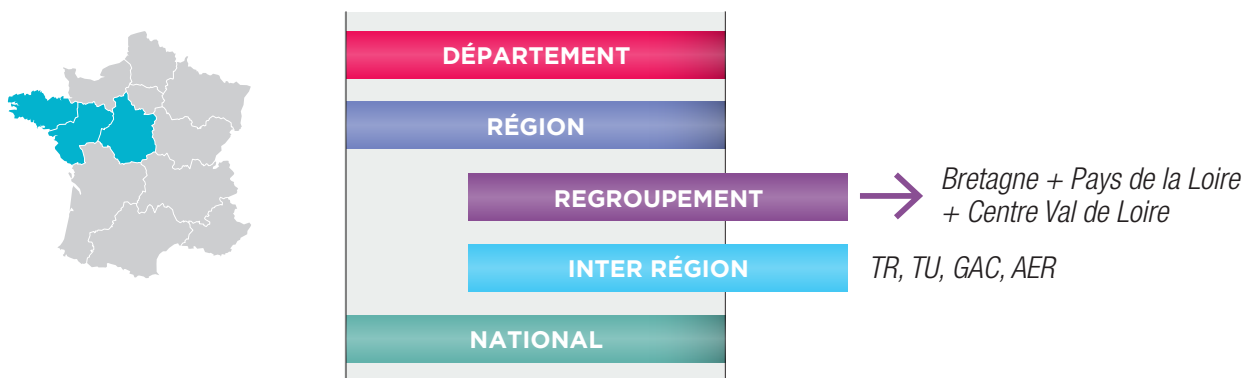 DÉPARTEMENT
RÉGION
REGROUPEMENT
Bretagne + Pays de la Loire
+ Centre Val de Loire
INTER RÉGION
TR, TU, GAC, AER
NATIONAL